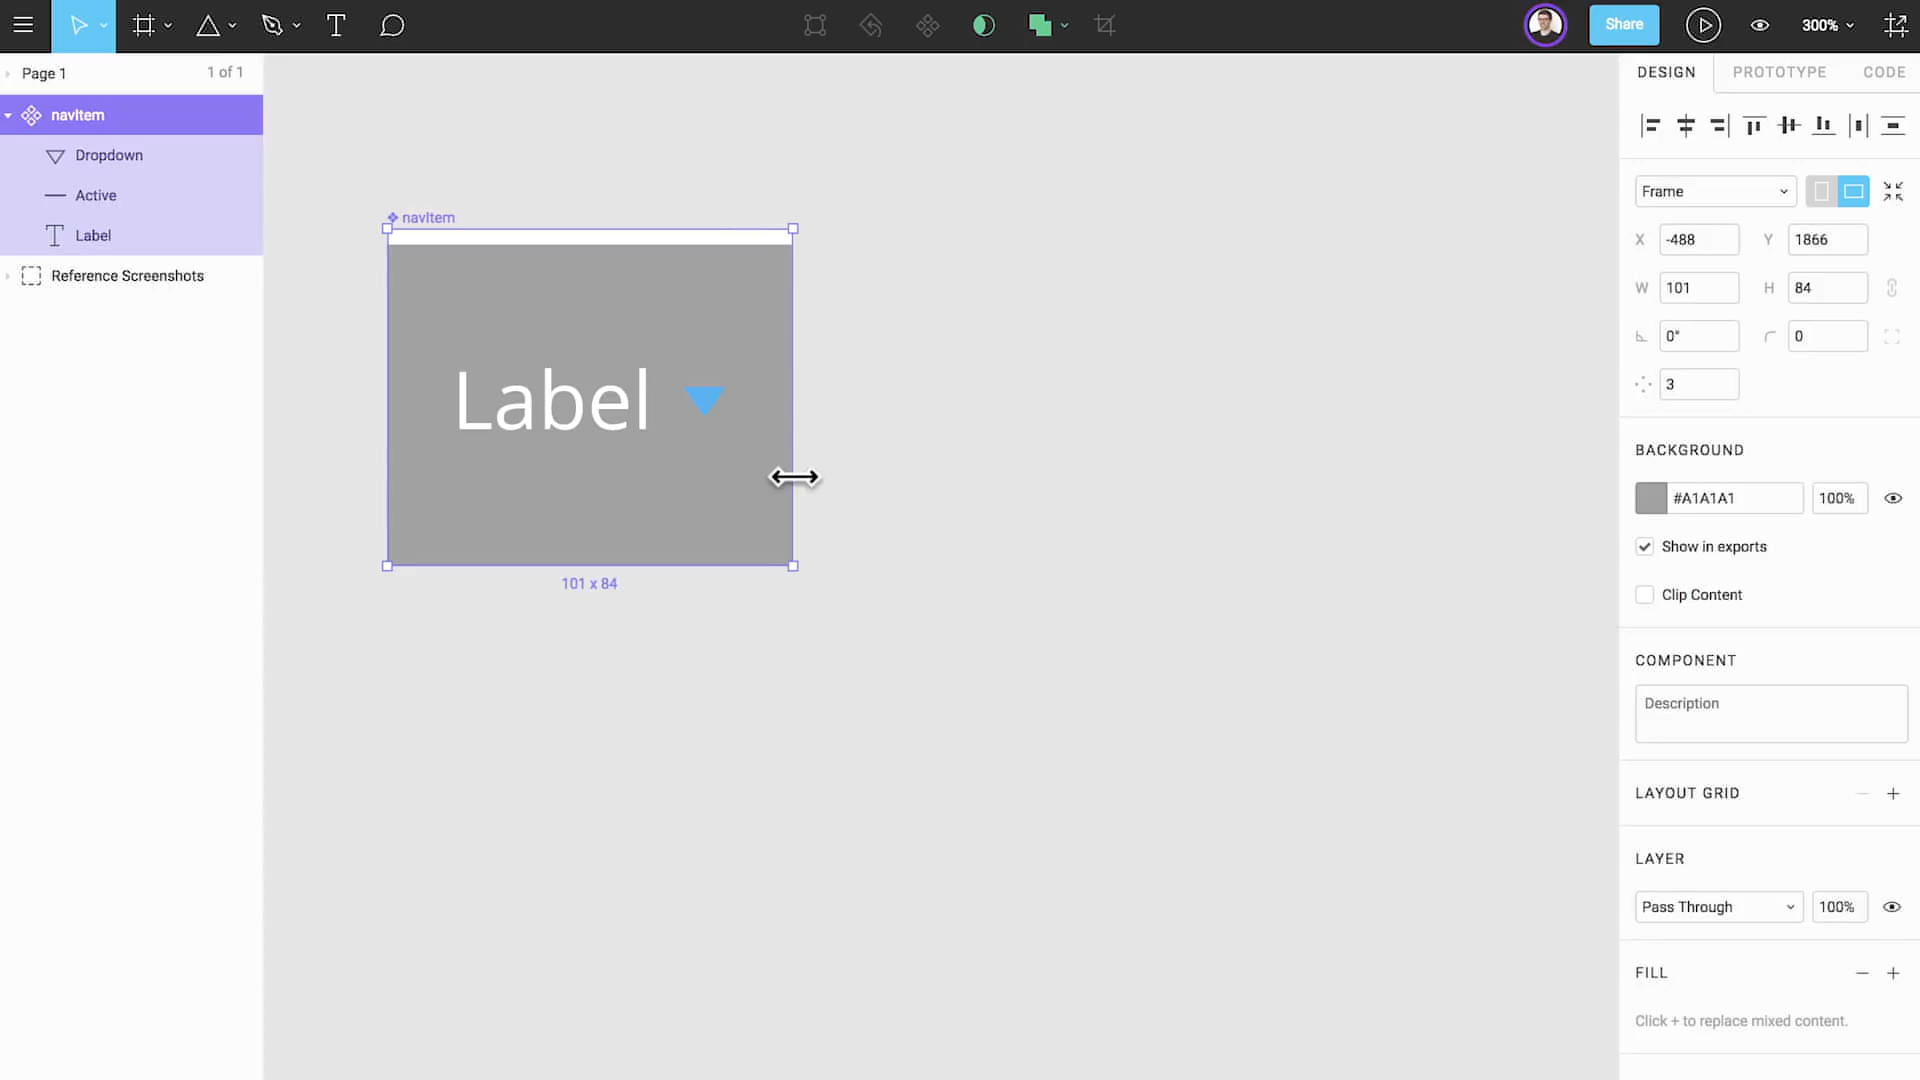 Share
300%
Page 1
1 of 1
DESIGN
PROTOTYPE
CODE
navItem
Dropdown
Active
Label
Reference Screenshots
navItem
Label
101 x 84
Frame
X
-488
Y
1866
W
101
H
84
0°
0
3
BACKGROUND
#A1A1A1
100%
Show in exports
Clip Content
COMPONENT
Description
LAYOUT GRID
LAYER
Pass Through
100%
FILL
Click + to replace mixed content.